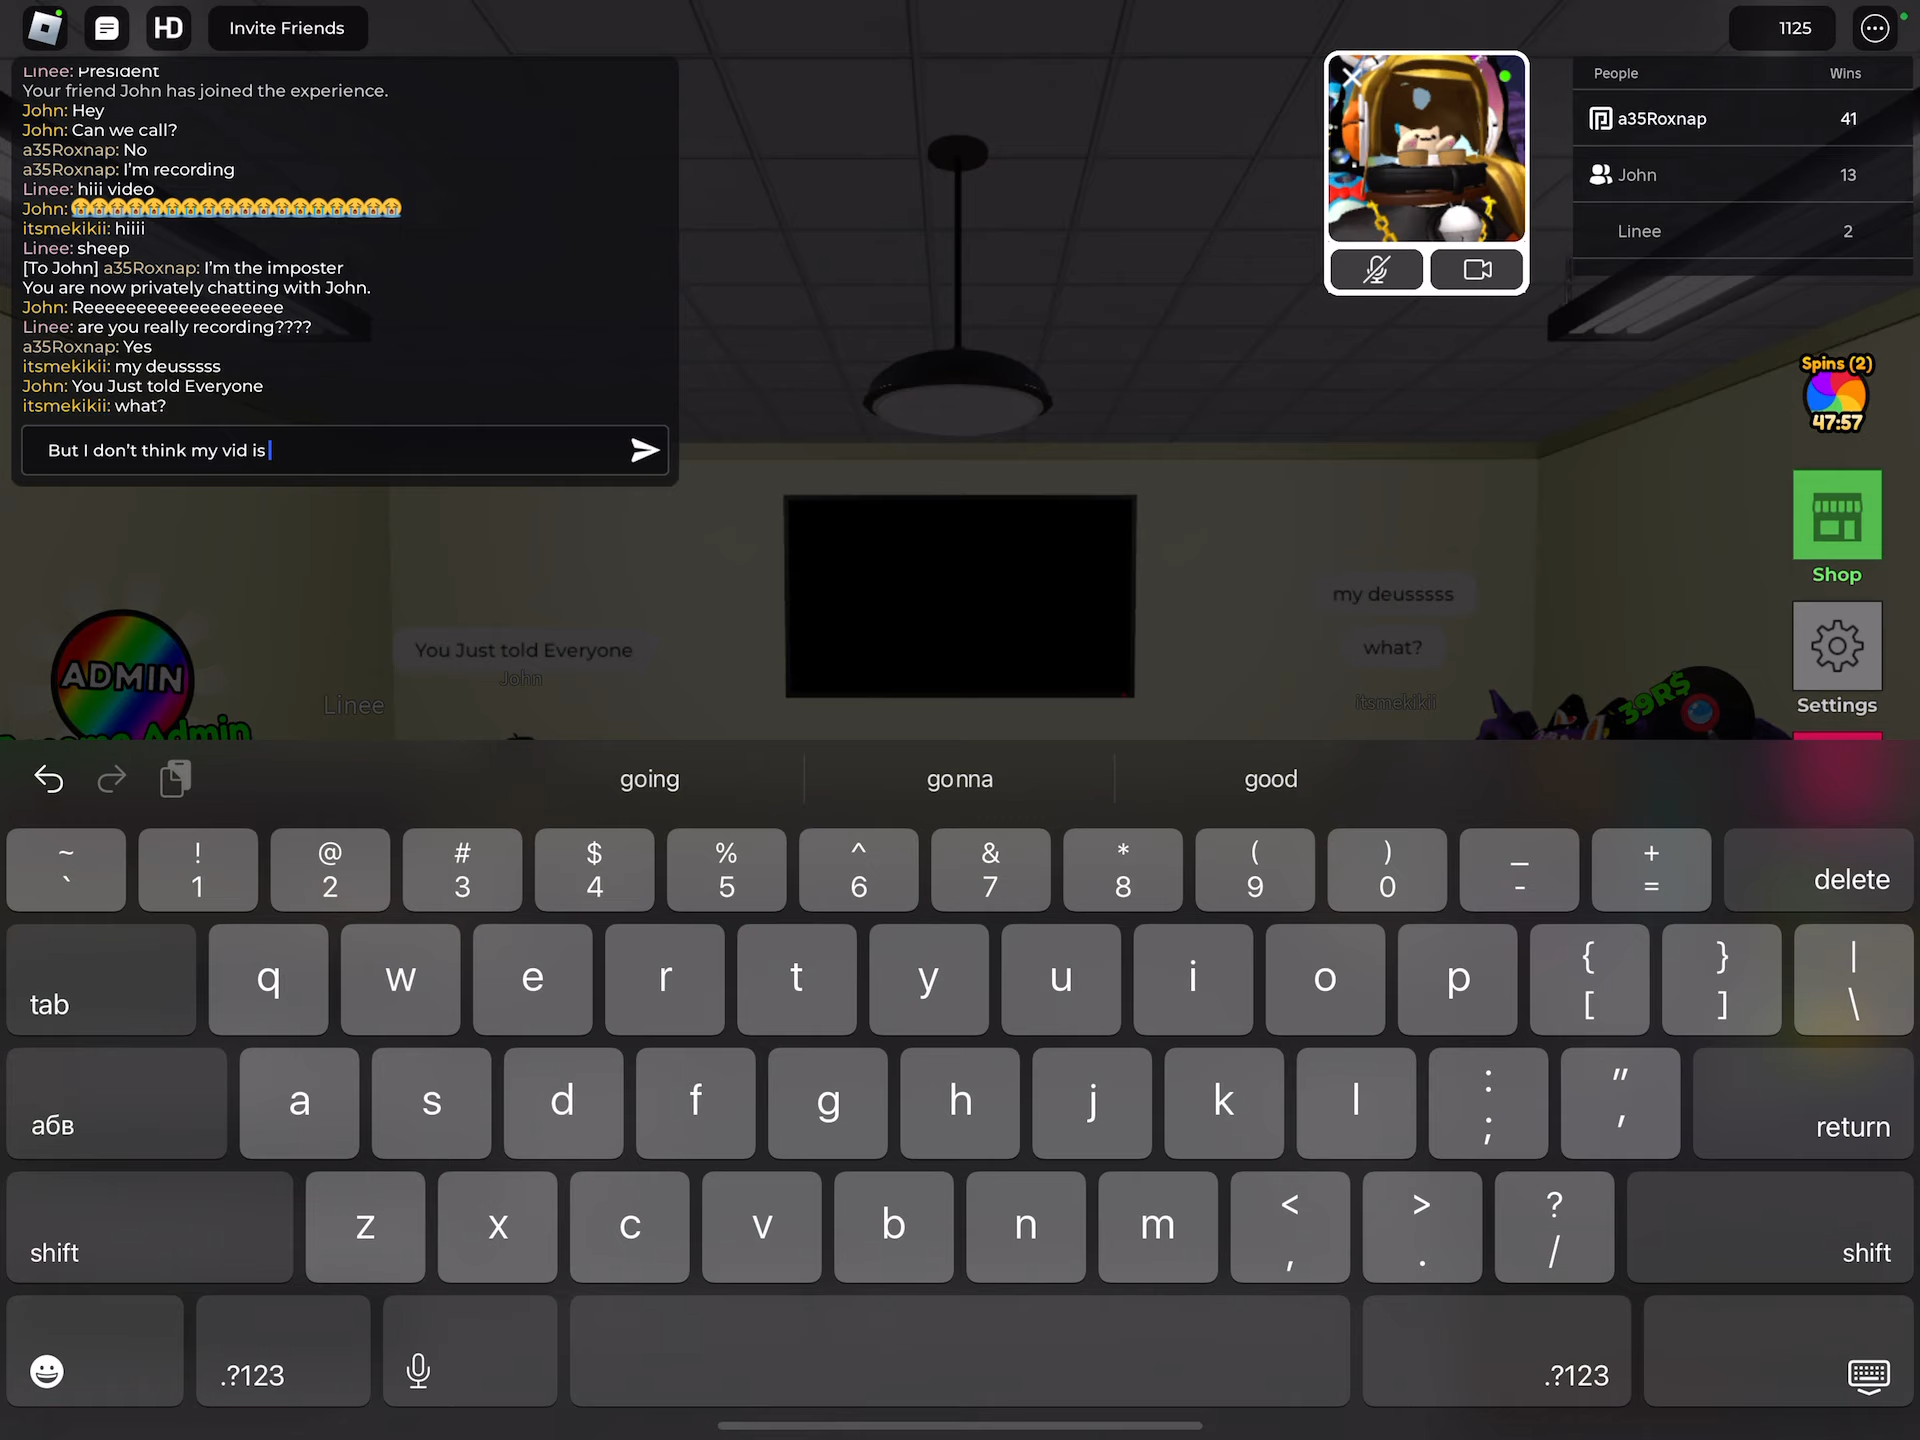 HD
Invite Friends
1125
Linee: President
Your friend John has joined the experience.
John: Hey
John: Can we call?
a35Roxnap: No
a35Roxnap: I'm recording
Linee: hiii video
John: 😭😭😭😭😭😭😭😭😭😭😭😭😭😭😭😭😭😭
itsmekikii: hiiii
Linee: sheep
[To John] a35Roxnap: I'm the imposter
You are now privately chatting with John.
John: Reeeeeeeeeeeeeeeeee
Linee: are you really recording????
a35Roxnap: Yes
itsmekikii: my deusssss
John: You Just told Everyone
itsmekikii: what?
But I don't think my vid is
People Wins
a35Roxnap 41
John 13
Linee 2
Spins (2)
47:57
Shop
Settings
my deusssss
what?
itsmekikii
You Just told Everyone
John
Linee
ADMIN
Become Admin
39R$
going gonna good
~ ! @ # $ % ^ & * ( ) _ +
` 1 2 3 4 5 6 7 8 9 0 - = delete
tab q w e r t y u i o p { [ } ] | \
абв a s d f g h j k l : ; " ' return
shift z x c v b n m < , > . ? / shift
.?123 .?123